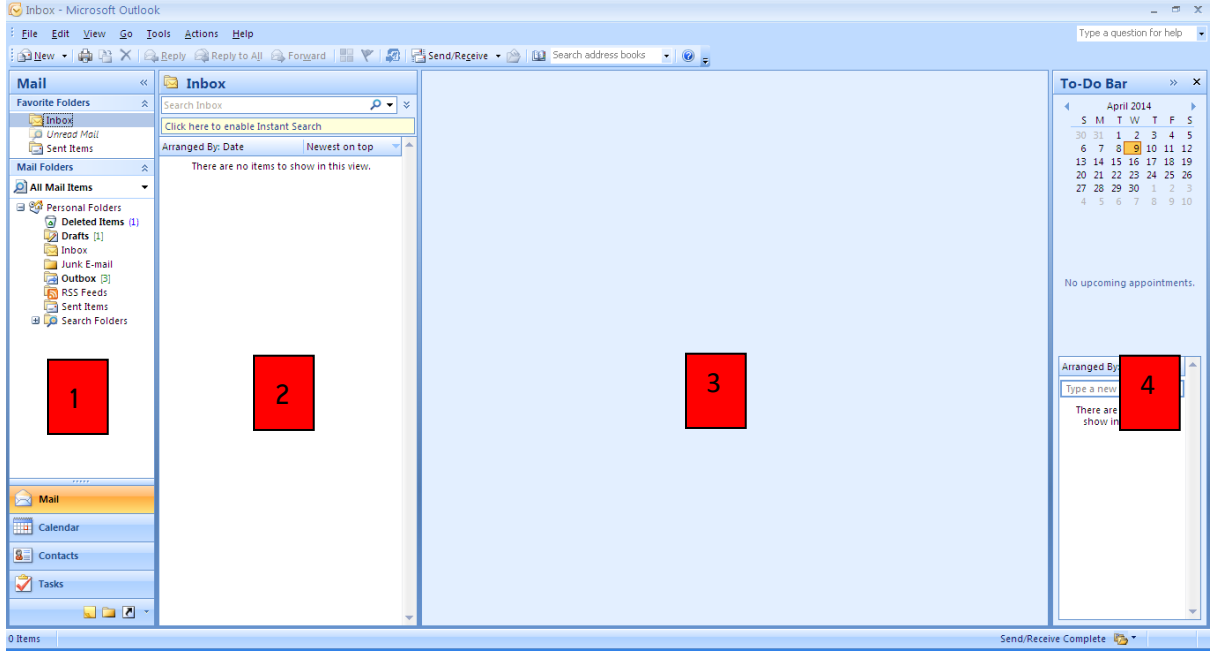 Inbox - Microsoft Outlook
File Edit View Go Tools Actions Help
Type a question for help
New Reply Reply to All Forward Send/Receive Search address books
Mail
Favorite Folders
Inbox
Unread Mail
Sent Items
Mail Folders
All Mail Items
Personal Folders
Deleted Items (1)
Drafts [1]
Inbox
Junk E-mail
Outbox [3]
RSS Feeds
Sent Items
Search Folders
1
Mail
Calendar
Contacts
Tasks
Inbox
Search Inbox
Click here to enable Instant Search
Arranged By: Date Newest on top
There are no items to show in this view.
2
3
To-Do Bar
April 2014
S M T W T F S
30 31 1 2 3 4 5
6 7 8 9 10 11 12
13 14 15 16 17 18 19
20 21 22 23 24 25 26
27 28 29 30 1 2 3
4 5 6 7 8 9 10
No upcoming appointments.
Arranged By:
Type a new
There are
show in
4
0 Items
Send/Receive Complete